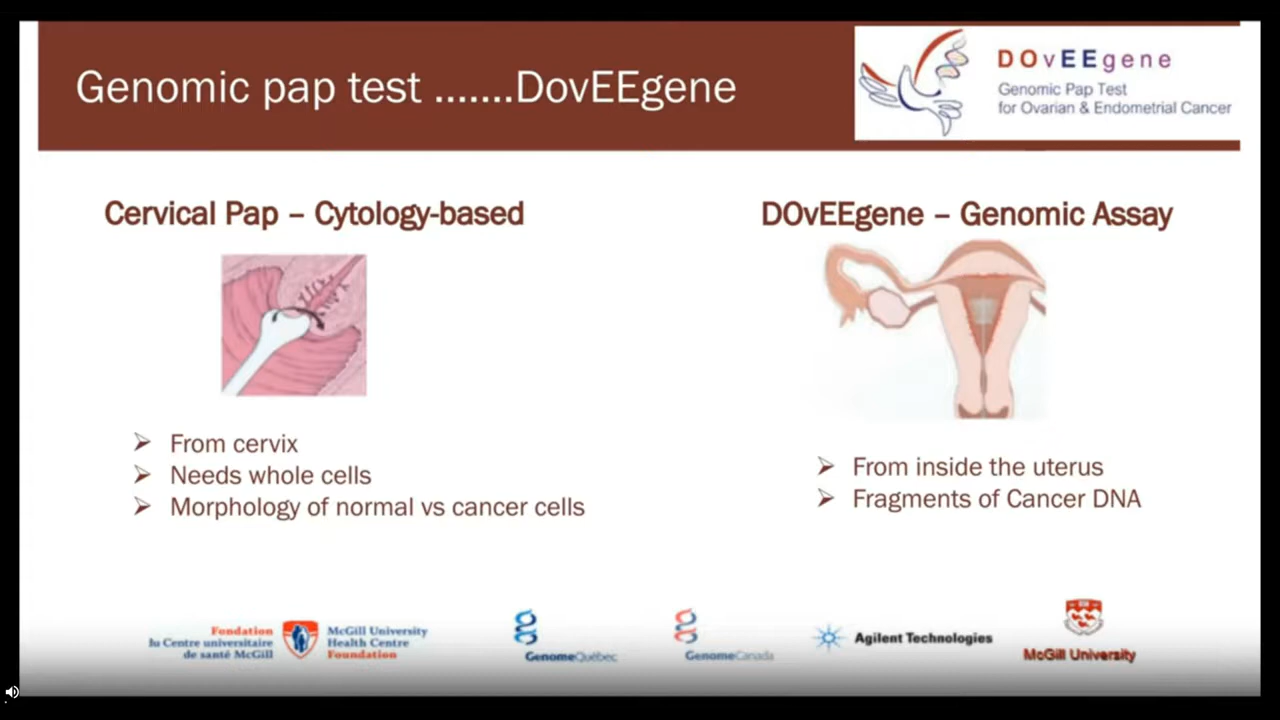 Genomic pap test .......DovEEgene
DOvEEgene
Genomic Pap Test
for Ovarian & Endometrial Cancer
Cervical Pap – Cytology-based
From cervix
Needs whole cells
Morphology of normal vs cancer cells
DOvEEgene – Genomic Assay
From inside the uterus
Fragments of Cancer DNA
Fondation
lu Centre universitaire
de santé McGill
McGill University
Health Centre
Foundation
GenomeQuébec
GenomeCanada
Agilent Technologies
McGill University